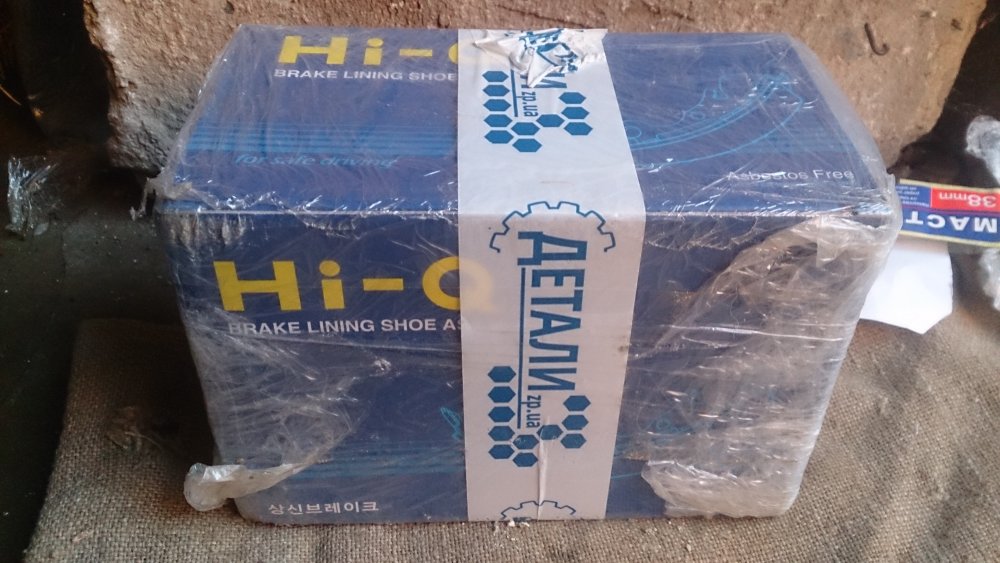 Hi-Q
BRAKE LINING SHOE
for safe driving
Asbestos Free
ДЕТАЛИ
zp.ua
Hi-Q
BRAKE LINING SHOE AS
상신브레이크
38mm
МАСТ